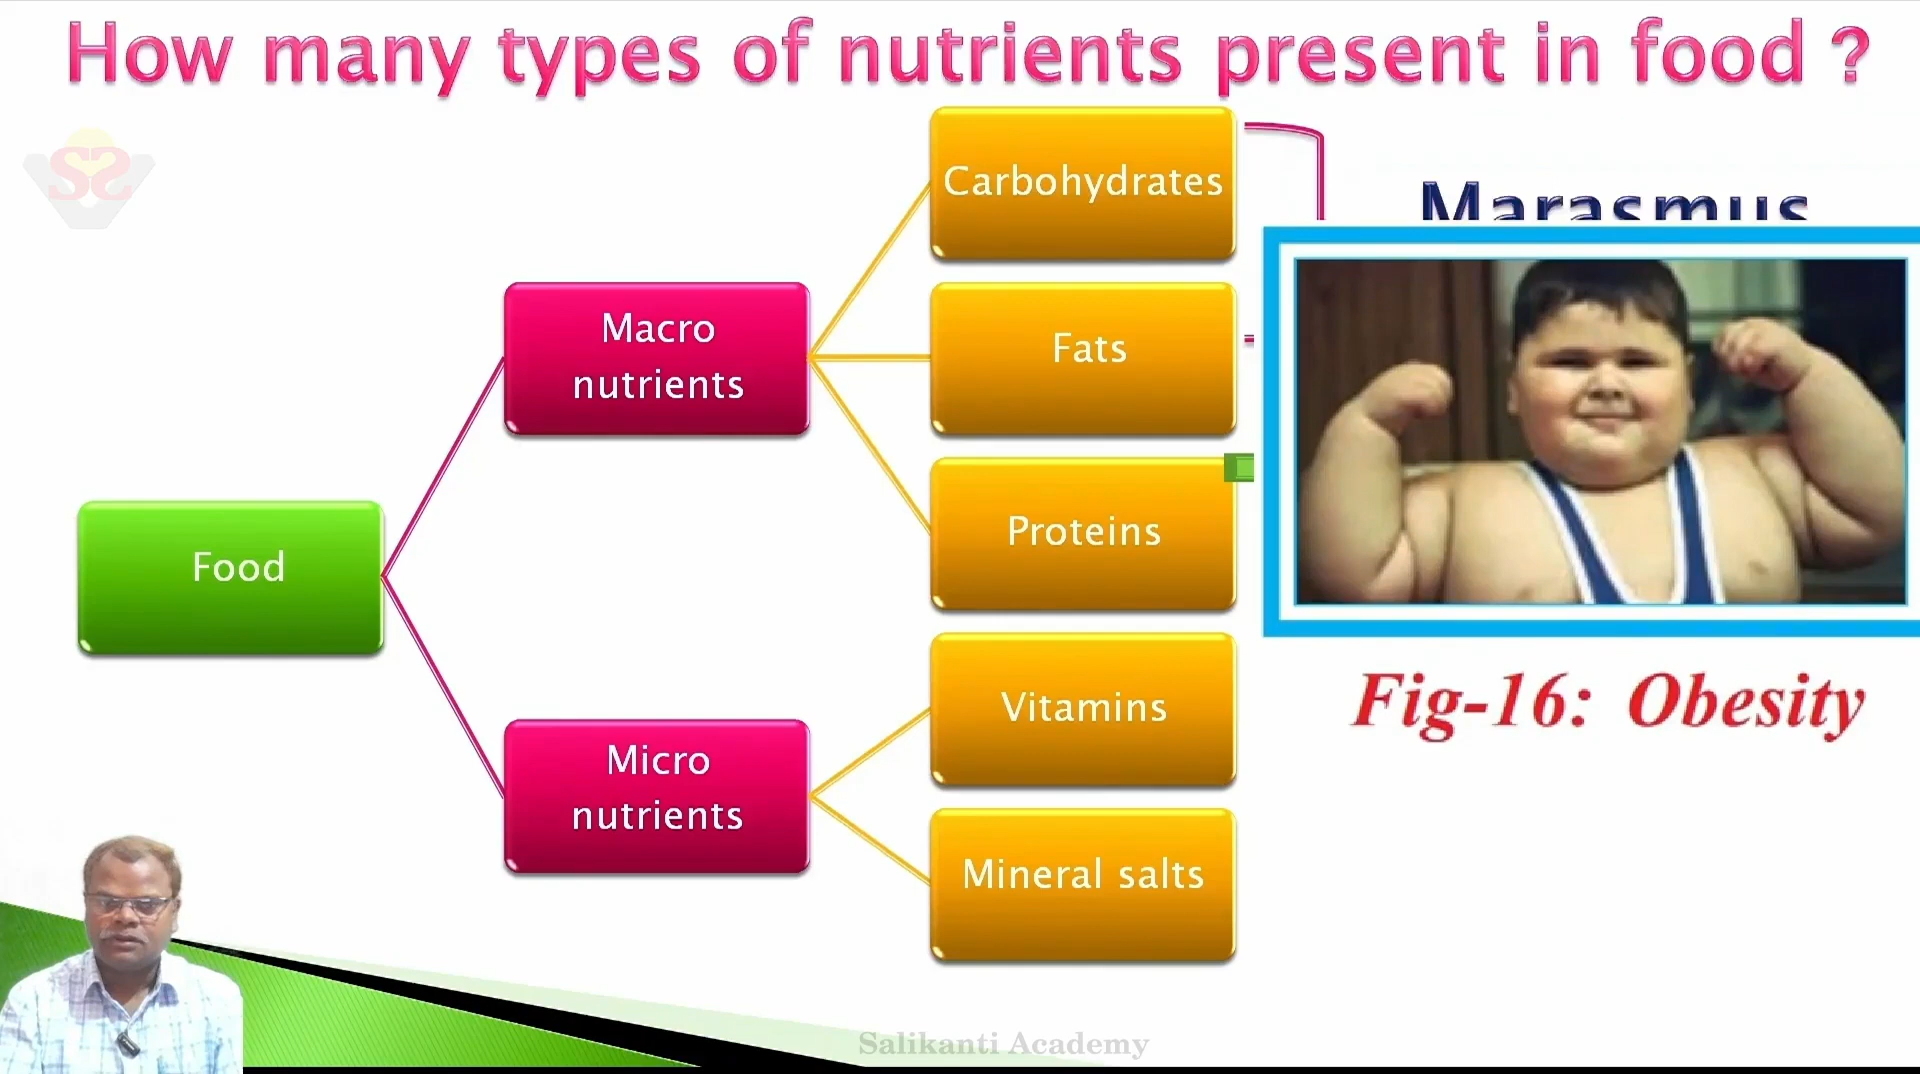 How many types of nutrients present in food ?
Carbohydrates
Marasmus
Macro
nutrients
Fats
Proteins
Food
Vitamins
Fig-16: Obesity
Micro
nutrients
Mineral salts
Salikanti Academy